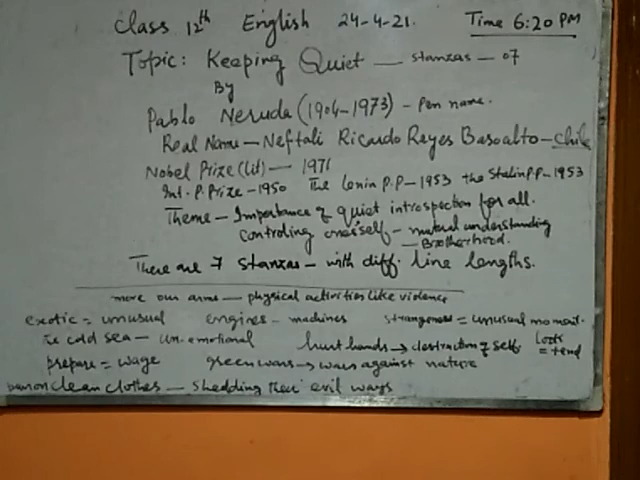 Class 12th English 24-4-21. Time 6:20 PM
Topic: Keeping Quiet — stanzas — 07
By
Pablo Neruda (1904-1973) - Pen name.
Real Name - Neftali Ricardo Reyes Basoalto - Chile
Nobel Prize (Lit) — 1971
Int. P. Prize - 1950 The Lenin P.P - 1953 the Stalin P.P - 1953
Theme - Importance of quiet introspection for all.
Controling ones'self - mutual understanding
— Brotherhood.
There are 7 stanzas - with diff. line lengths.
move our arms — physical activities like violence
exotic = unusual engines - machines strangeness = unusual moment.
the cold sea - un-emotional hurt hands → destruction of self look = tend
prepare = wage green wars → wars against nature
clean clothes — shedding their evil ways